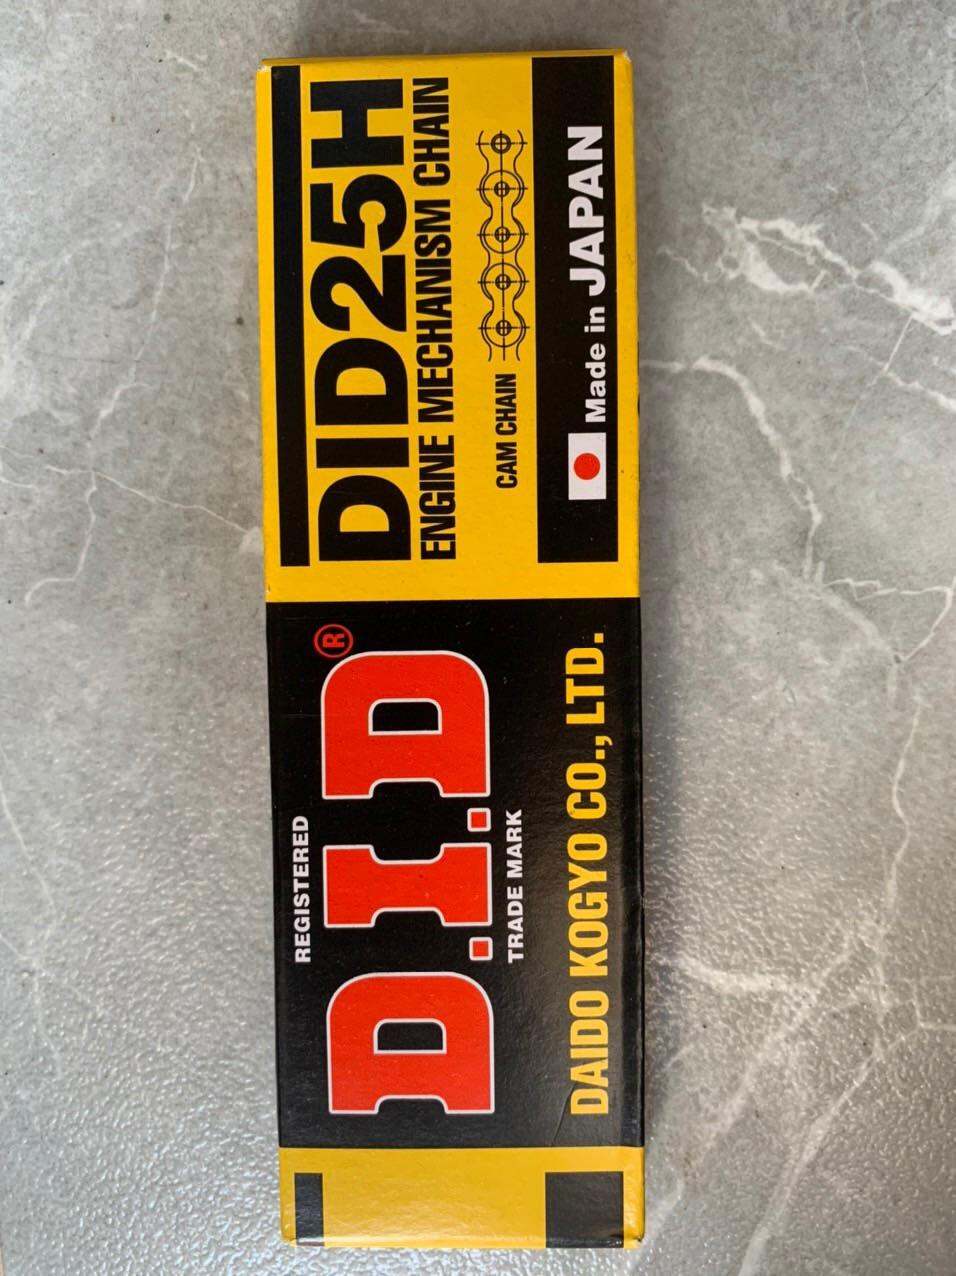 REGISTERED
D.I.D®
TRADE MARK
DAIDO KOGYO CO., LTD.
DID25H
ENGINE MECHANISM CHAIN
CAM CHAIN
Made in JAPAN